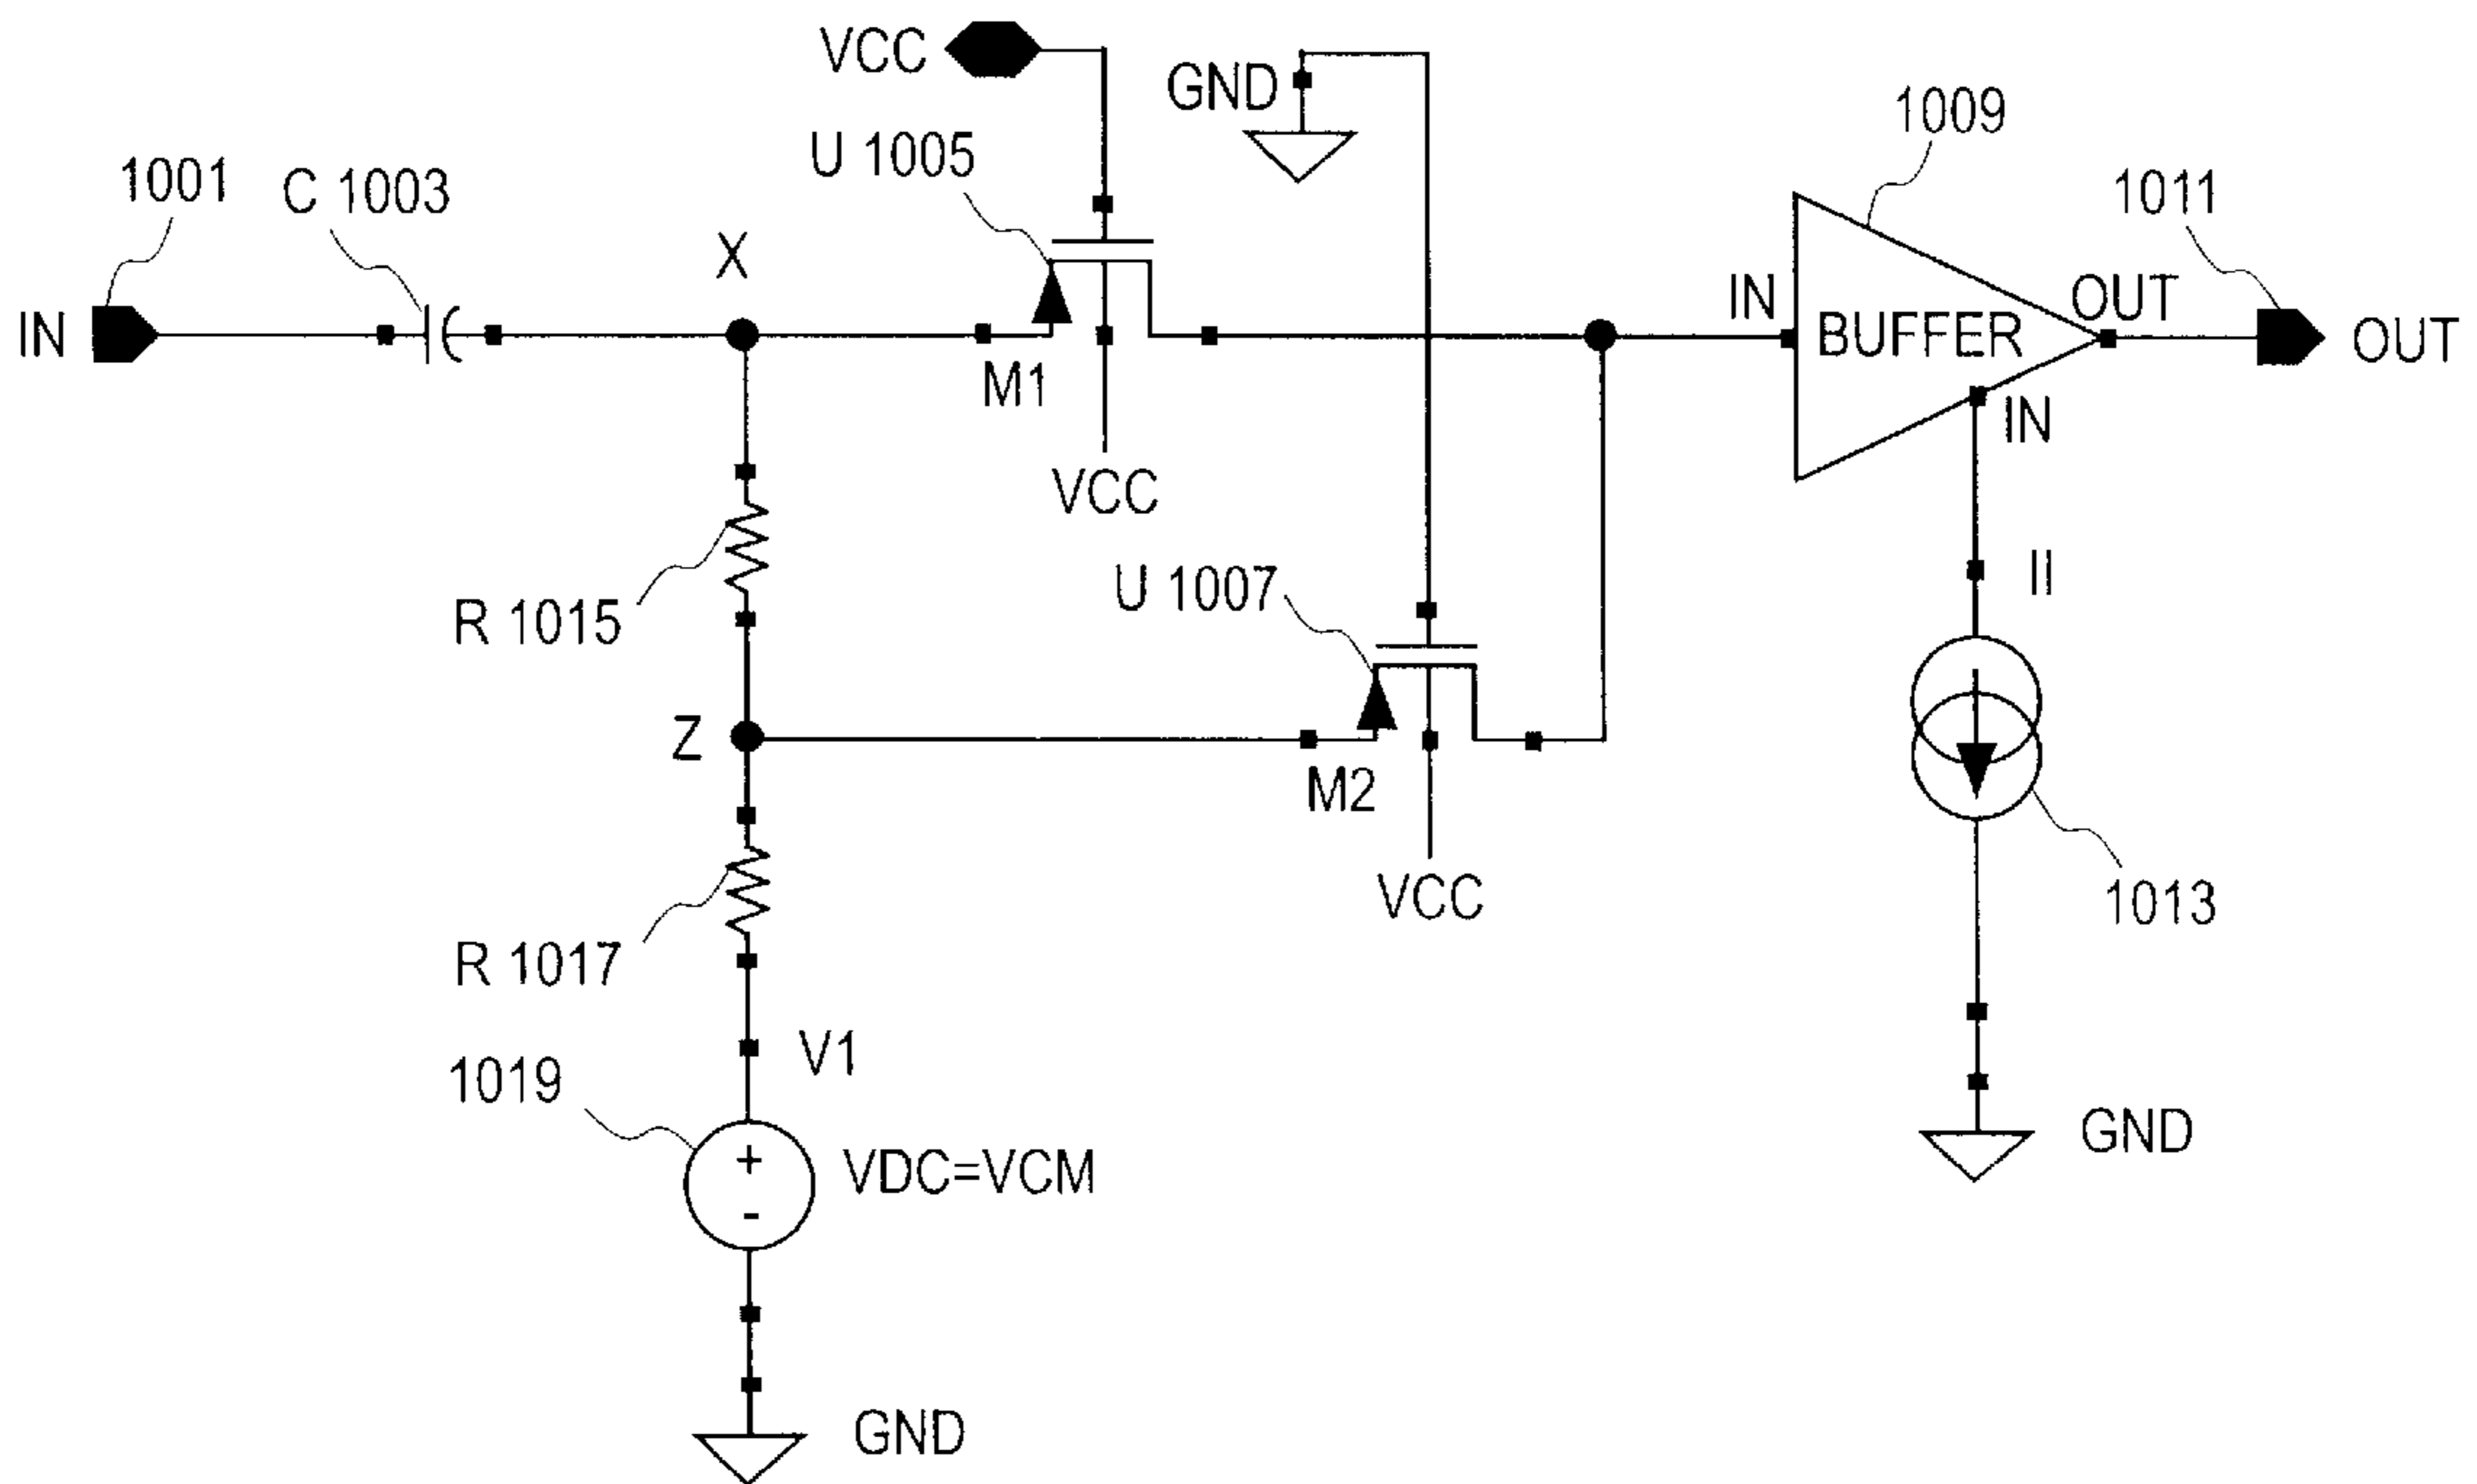 VCC
GND
1009
U 1005
1001
C 1003
1011
X
IN
OUT
IN
BUFFER
OUT
M1
IN
VCC
II
U 1007
R 1015
Z
M2
VCC
1013
R 1017
V1
1019
VDC=VCM
GND
GND